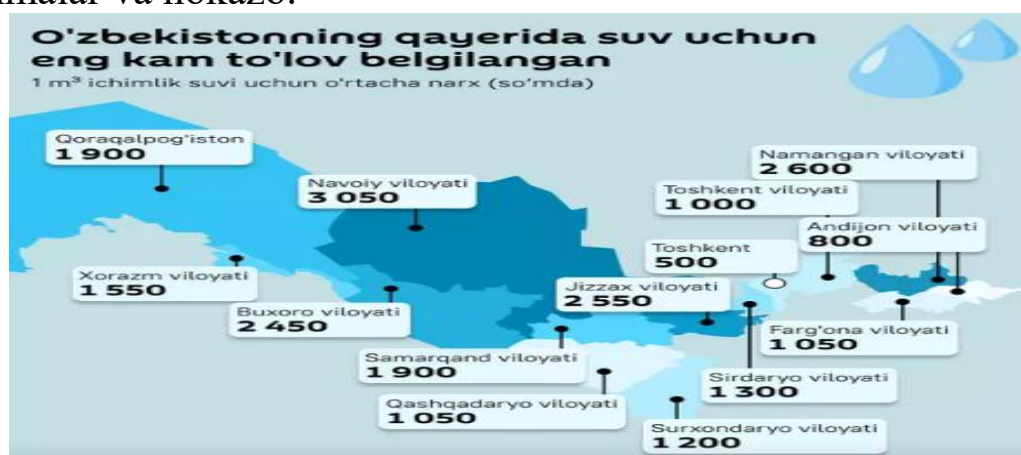 O'zbekistonning qayerida suv uchun
eng kam to'lov belgilangan
1 m³ ichimlik suvi uchun o'rtacha narx (so'mda)
Qoraqalpog'iston
1 900
Navoiy viloyati
3 050
Namangan viloyati
2 600
Toshkent viloyati
1 000
Andijon viloyati
800
Toshkent
500
Xorazm viloyati
1 550
Jizzax viloyati
2 550
Buxoro viloyati
2 450
Farg'ona viloyati
1 050
Samarqand viloyati
1 900
Sirdaryo viloyati
1 300
Qashqadaryo viloyati
1 050
Surxondaryo viloyati
1 200